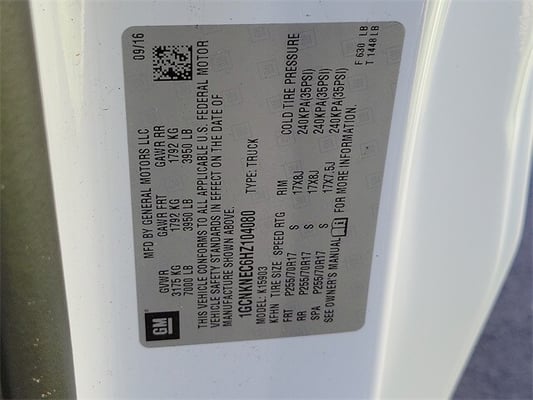 GM
MFD BY GENERAL MOTORS LLC 09/16
GVWR GAWR FRT GAWR RR
3175 KG 1792 KG 1792 KG
7000 LB 3950 LB 3950 LB
THIS VEHICLE CONFORMS TO ALL APPLICABLE U.S. FEDERAL MOTOR
VEHICLE SAFETY STANDARDS IN EFFECT ON THE DATE OF
MANUFACTURE SHOWN ABOVE.
1GCNKNEC6HZ104080 TYPE: TRUCK
MODEL: K15903
KFHN TIRE SIZE SPEED RTG RIM COLD TIRE PRESSURE
FRT P255/70R17 S 17X8J 240KPA(35PSI)
RR P255/70R17 S 17X8J 240KPA(35PSI)
SPA P255/70R17 S 17X7.5J 240KPA(35PSI)
SEE OWNER'S MANUAL FOR MORE INFORMATION.
F 630 LB
T 1448 LB